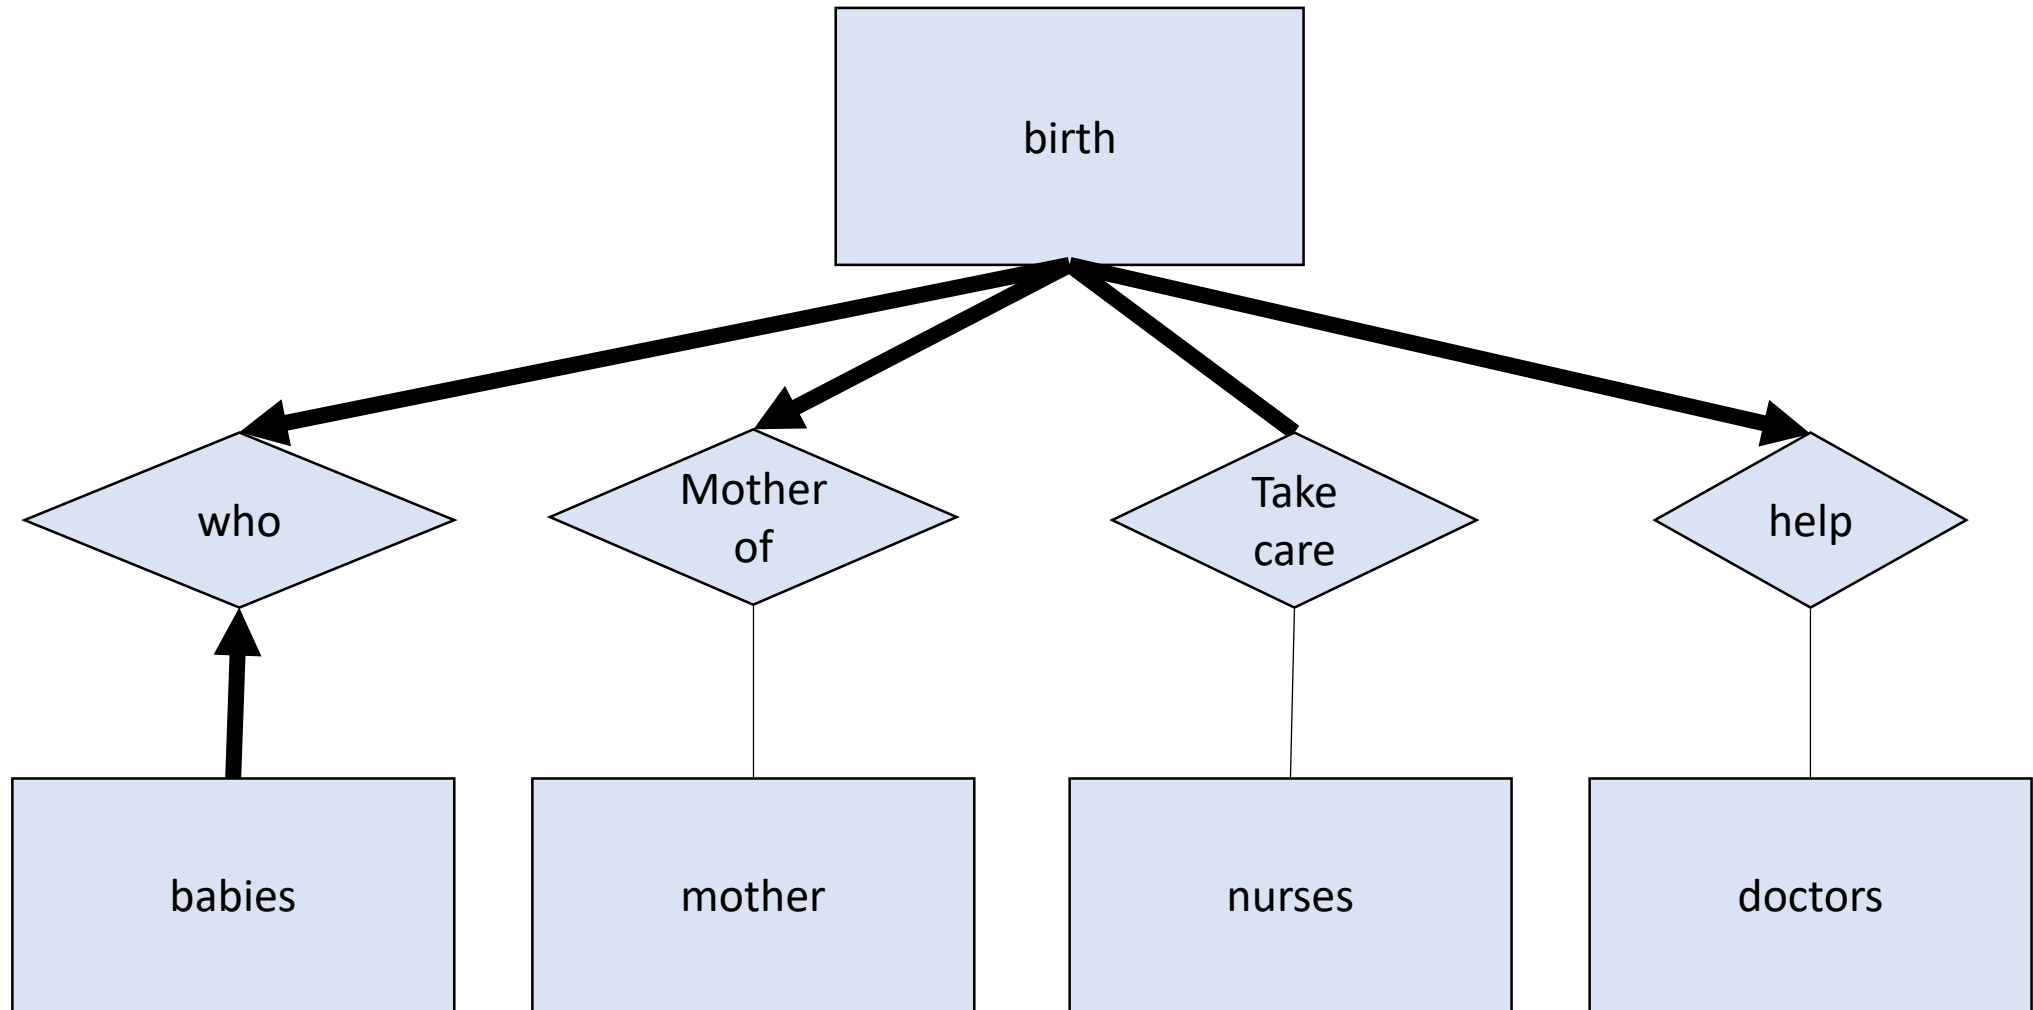 birth
who
Mother
of
Take
care
help
babies
mother
nurses
doctors